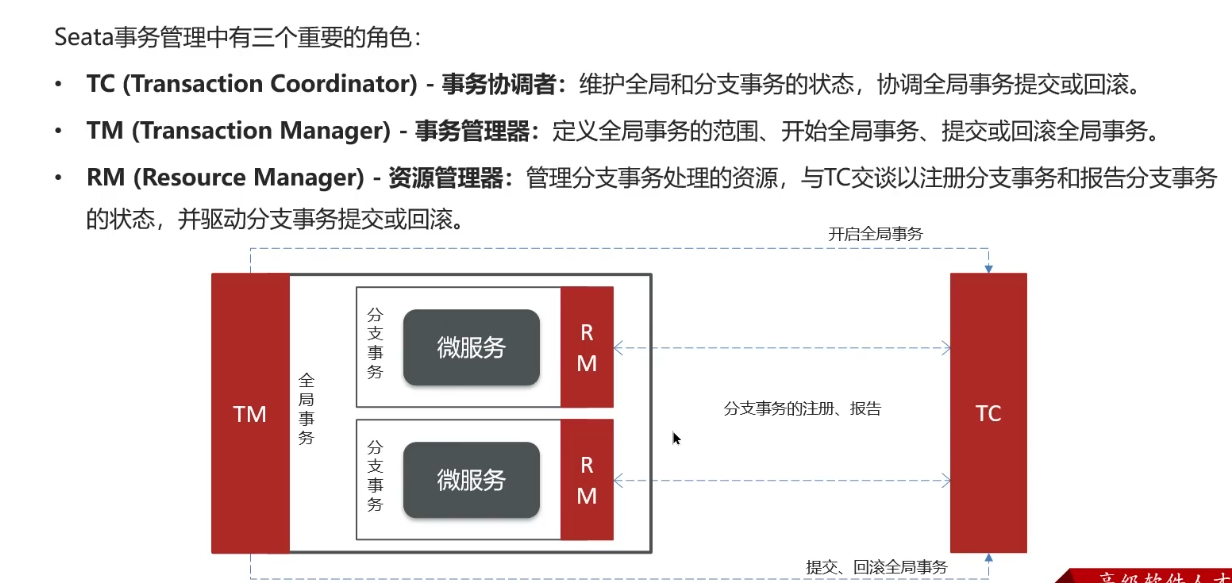 Seata事务管理中有三个重要的角色：
• TC (Transaction Coordinator) - 事务协调者：维护全局和分支事务的状态，协调全局事务提交或回滚。
• TM (Transaction Manager) - 事务管理器：定义全局事务的范围、开始全局事务、提交或回滚全局事务。
• RM (Resource Manager) - 资源管理器：管理分支事务处理的资源，与TC交谈以注册分支事务和报告分支事务
的状态，并驱动分支事务提交或回滚。
开启全局事务
TM
全局事务
分支事务
微服务
RM
分支事务的注册、报告
TC
分支事务
微服务
RM
提交、回滚全局事务
高级软件人才